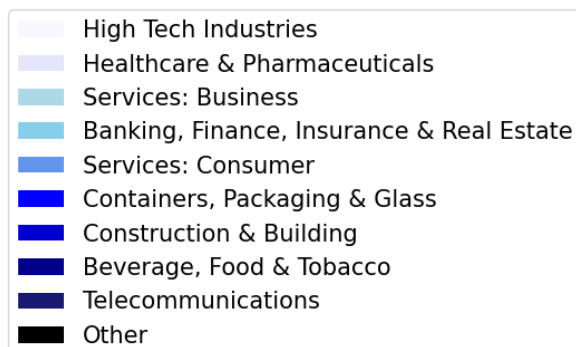 High Tech Industries
Healthcare & Pharmaceuticals
Services: Business
Banking, Finance, Insurance & Real Estate
Services: Consumer
Containers, Packaging & Glass
Construction & Building
Beverage, Food & Tobacco
Telecommunications
Other